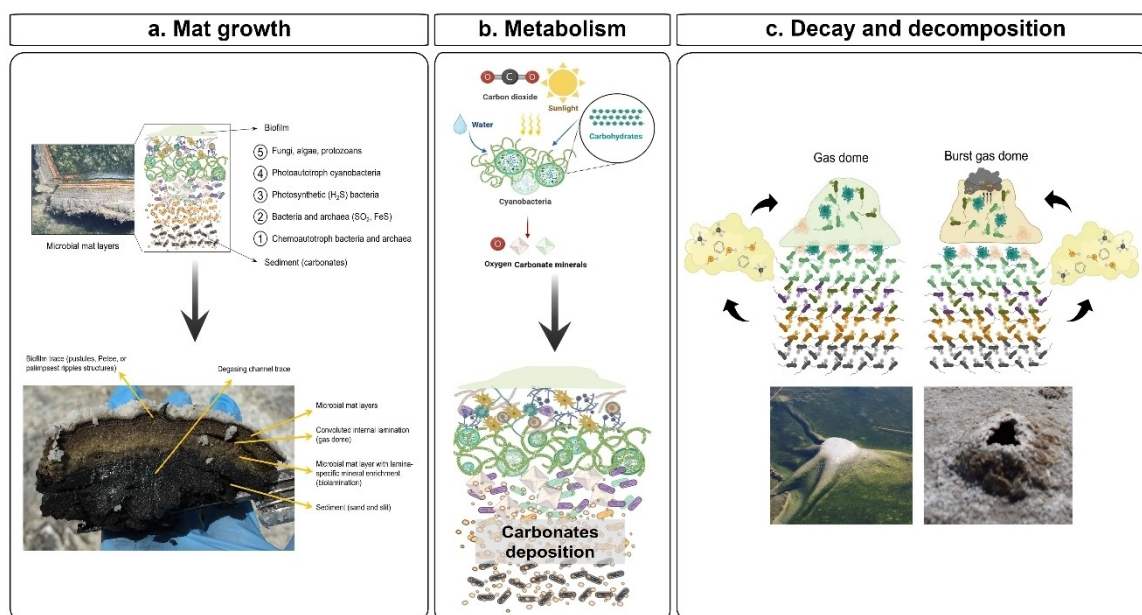 a. Mat growth
Biofilm
⑤ Fungi, algae, protozoans
④ Photoautotroph cyanobacteria
③ Photosynthetic (H₂S) bacteria
② Bacteria and archaea (SO₂, FeS)
① Chemoautotroph bacteria and archaea
Sediment (carbonates)
Microbial mat layers
Biofilm trace (pustules, Petee, or
palimpsest ripples structures)
Degasing channel trace
Microbial mat layers
Convoluted internal lamination
(gas dome)
Microbial mat layer with lamina-
specific mineral enrichment
(biolamination)
Sediment (sand and slit)
b. Metabolism
O C O
Carbon dioxide
Sunlight
Water
Carbohydrates
Cyanobacteria
O
Oxygen Carbonate minerals
Carbonates
deposition
c. Decay and decomposition
Gas dome
Burst gas dome